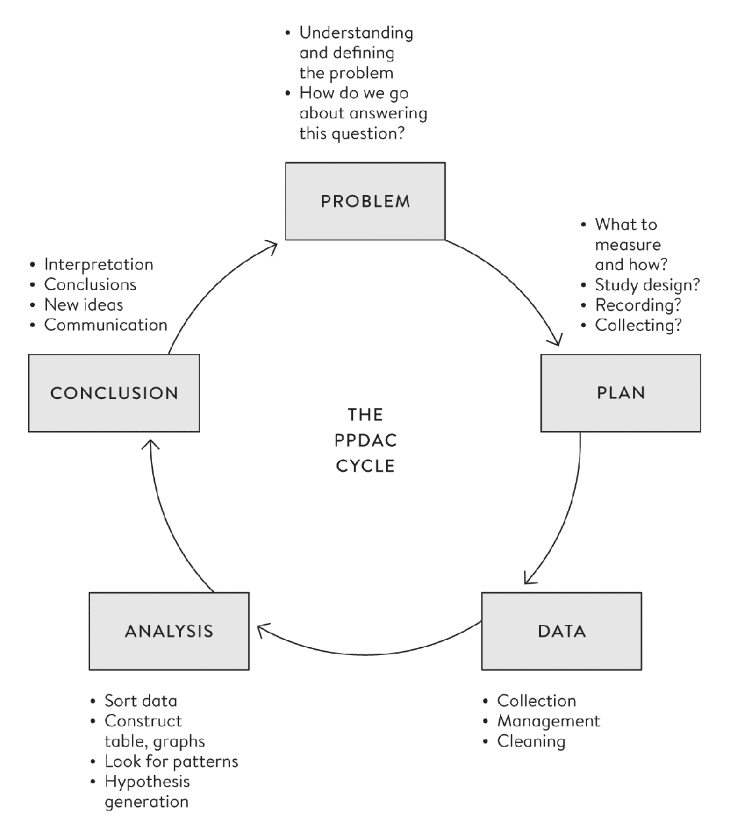 • Understanding
and defining
the problem
• How do we go
about answering
this question?
PROBLEM
• What to
measure
and how?
• Study design?
• Recording?
• Collecting?
PLAN
• Collection
• Management
• Cleaning
DATA
• Sort data
• Construct
table, graphs
• Look for patterns
• Hypothesis
generation
ANALYSIS
• Interpretation
• Conclusions
• New ideas
• Communication
CONCLUSION
THE
PPDAC
CYCLE